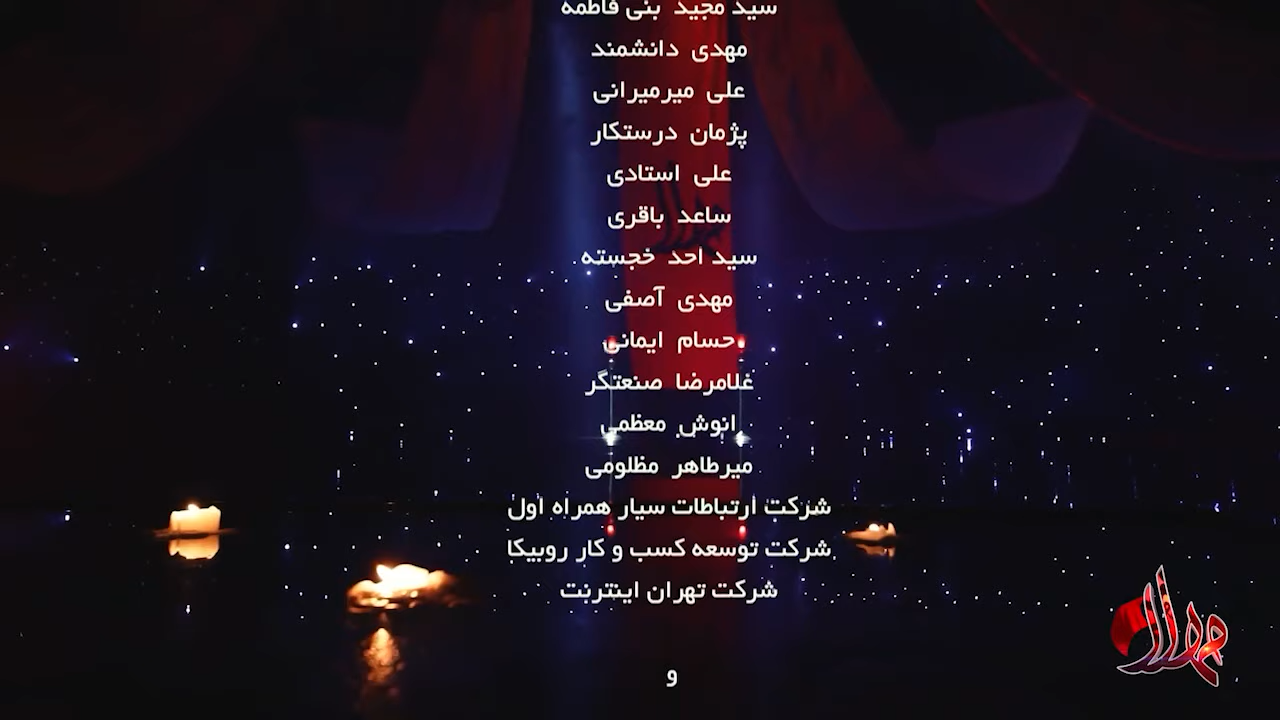 سید مجید بنی فاطمه
مهدی دانشمند
علی میرمیرانی
پژمان درستکار
علی استادی
ساعد باقری
سید احد خجسته
مهدی آصفی
حسام ایمانی
غلامرضا صنعتگر
انوش معظمی
میرطاهر مظلومی
شرکت ارتباطات سیار همراه اول
شرکت توسعه کسب و کار روبیکا
شرکت تهران اینترنت
و